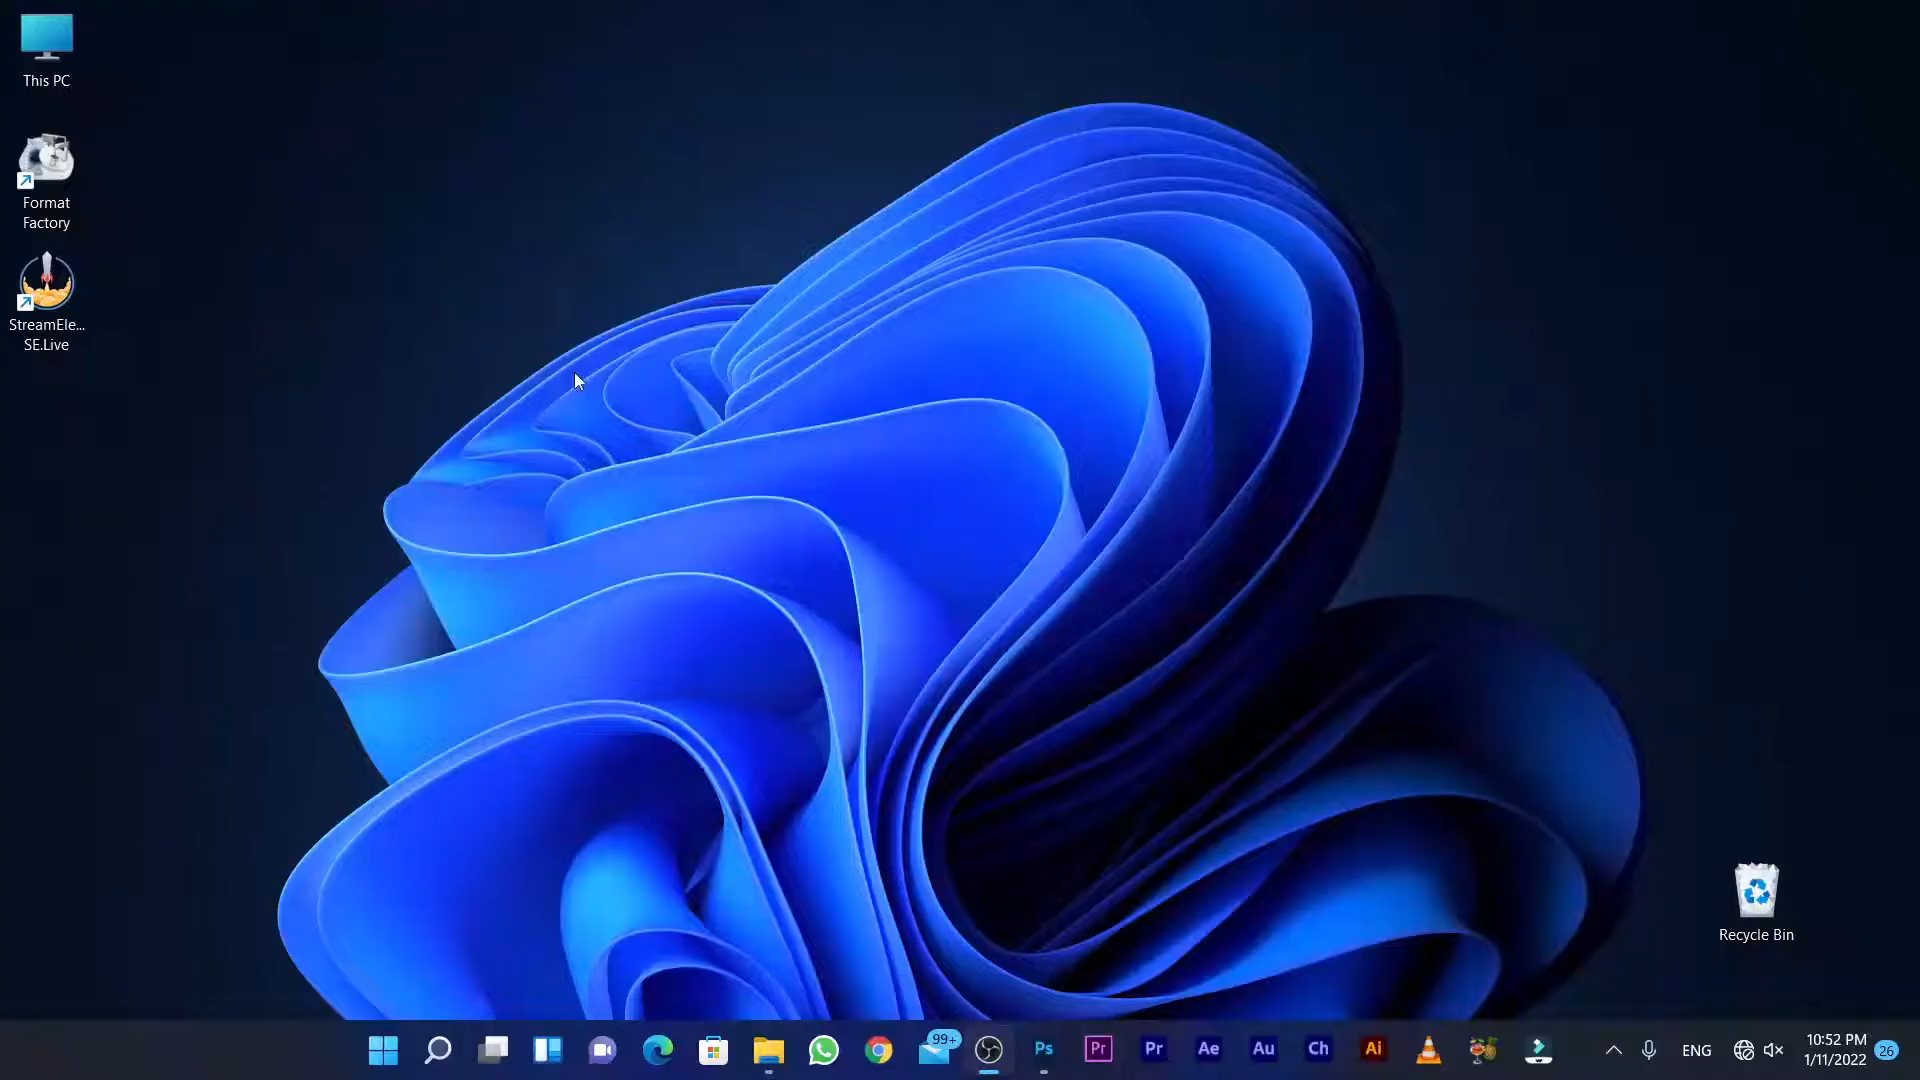 This PC
Format
Factory
StreamEle...
SE.Live
Recycle Bin
99+
Ps
Pr
Pr
Ae
Au
Ch
Ai
ENG
10:52 PM
1/11/2022
26